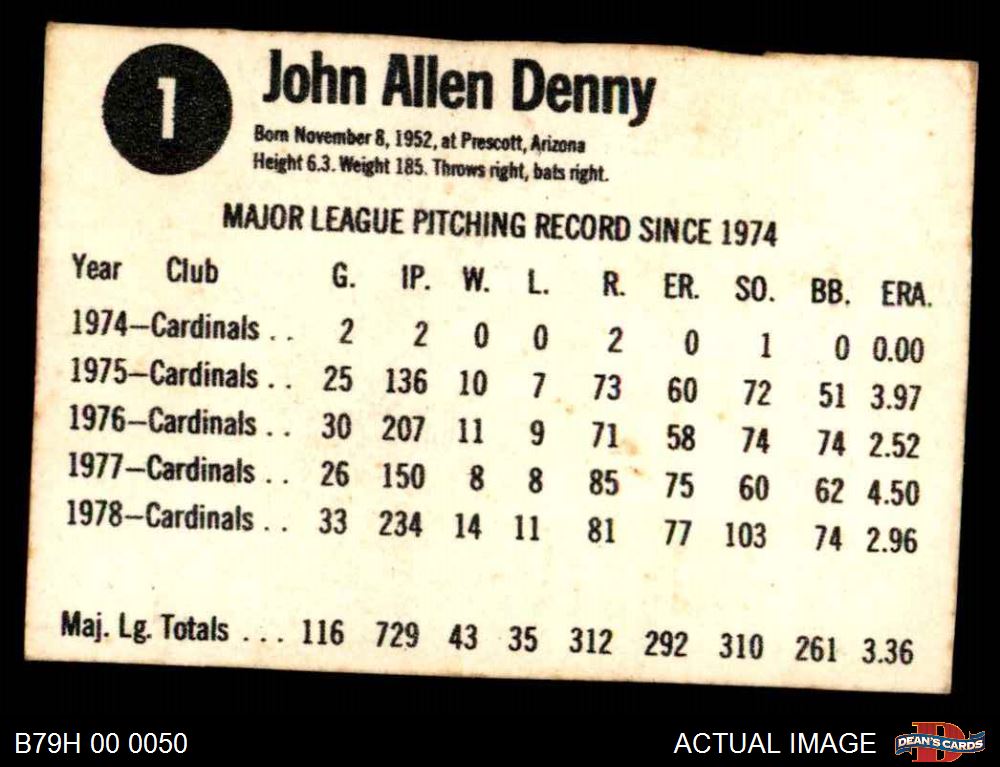 1
John Allen Denny
Born November 8, 1952, at Prescott, Arizona
Height 6.3. Weight 185. Throws right, bats right.
MAJOR LEAGUE PITCHING RECORD SINCE 1974
Year Club G. IP. W. L. R. ER. SO. BB. ERA.
1974—Cardinals . . 2 2 0 0 2 0 1 0 0.00
1975—Cardinals . . 25 136 10 7 73 60 72 51 3.97
1976—Cardinals . . 30 207 11 9 71 58 74 74 2.52
1977—Cardinals . . 26 150 8 8 85 75 60 62 4.50
1978—Cardinals . . 33 234 14 11 81 77 103 74 2.96
Maj. Lg. Totals . . . 116 729 43 35 312 292 310 261 3.36
B79H 00 0050 ACTUAL IMAGE D DEAN'S CARDS